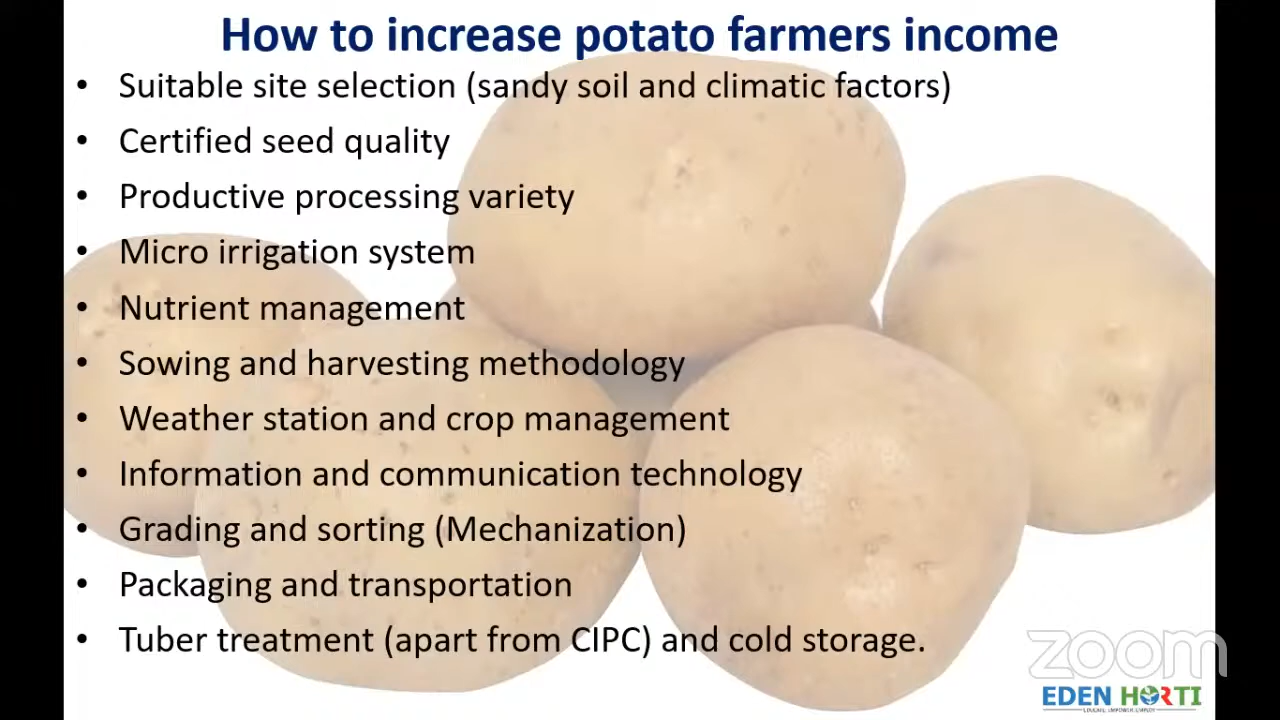 How to increase potato farmers income
• Suitable site selection (sandy soil and climatic factors)
• Certified seed quality
• Productive processing variety
• Micro irrigation system
• Nutrient management
• Sowing and harvesting methodology
• Weather station and crop management
• Information and communication technology
• Grading and sorting (Mechanization)
• Packaging and transportation
• Tuber treatment (apart from CIPC) and cold storage.
zoom
EDEN HORTI